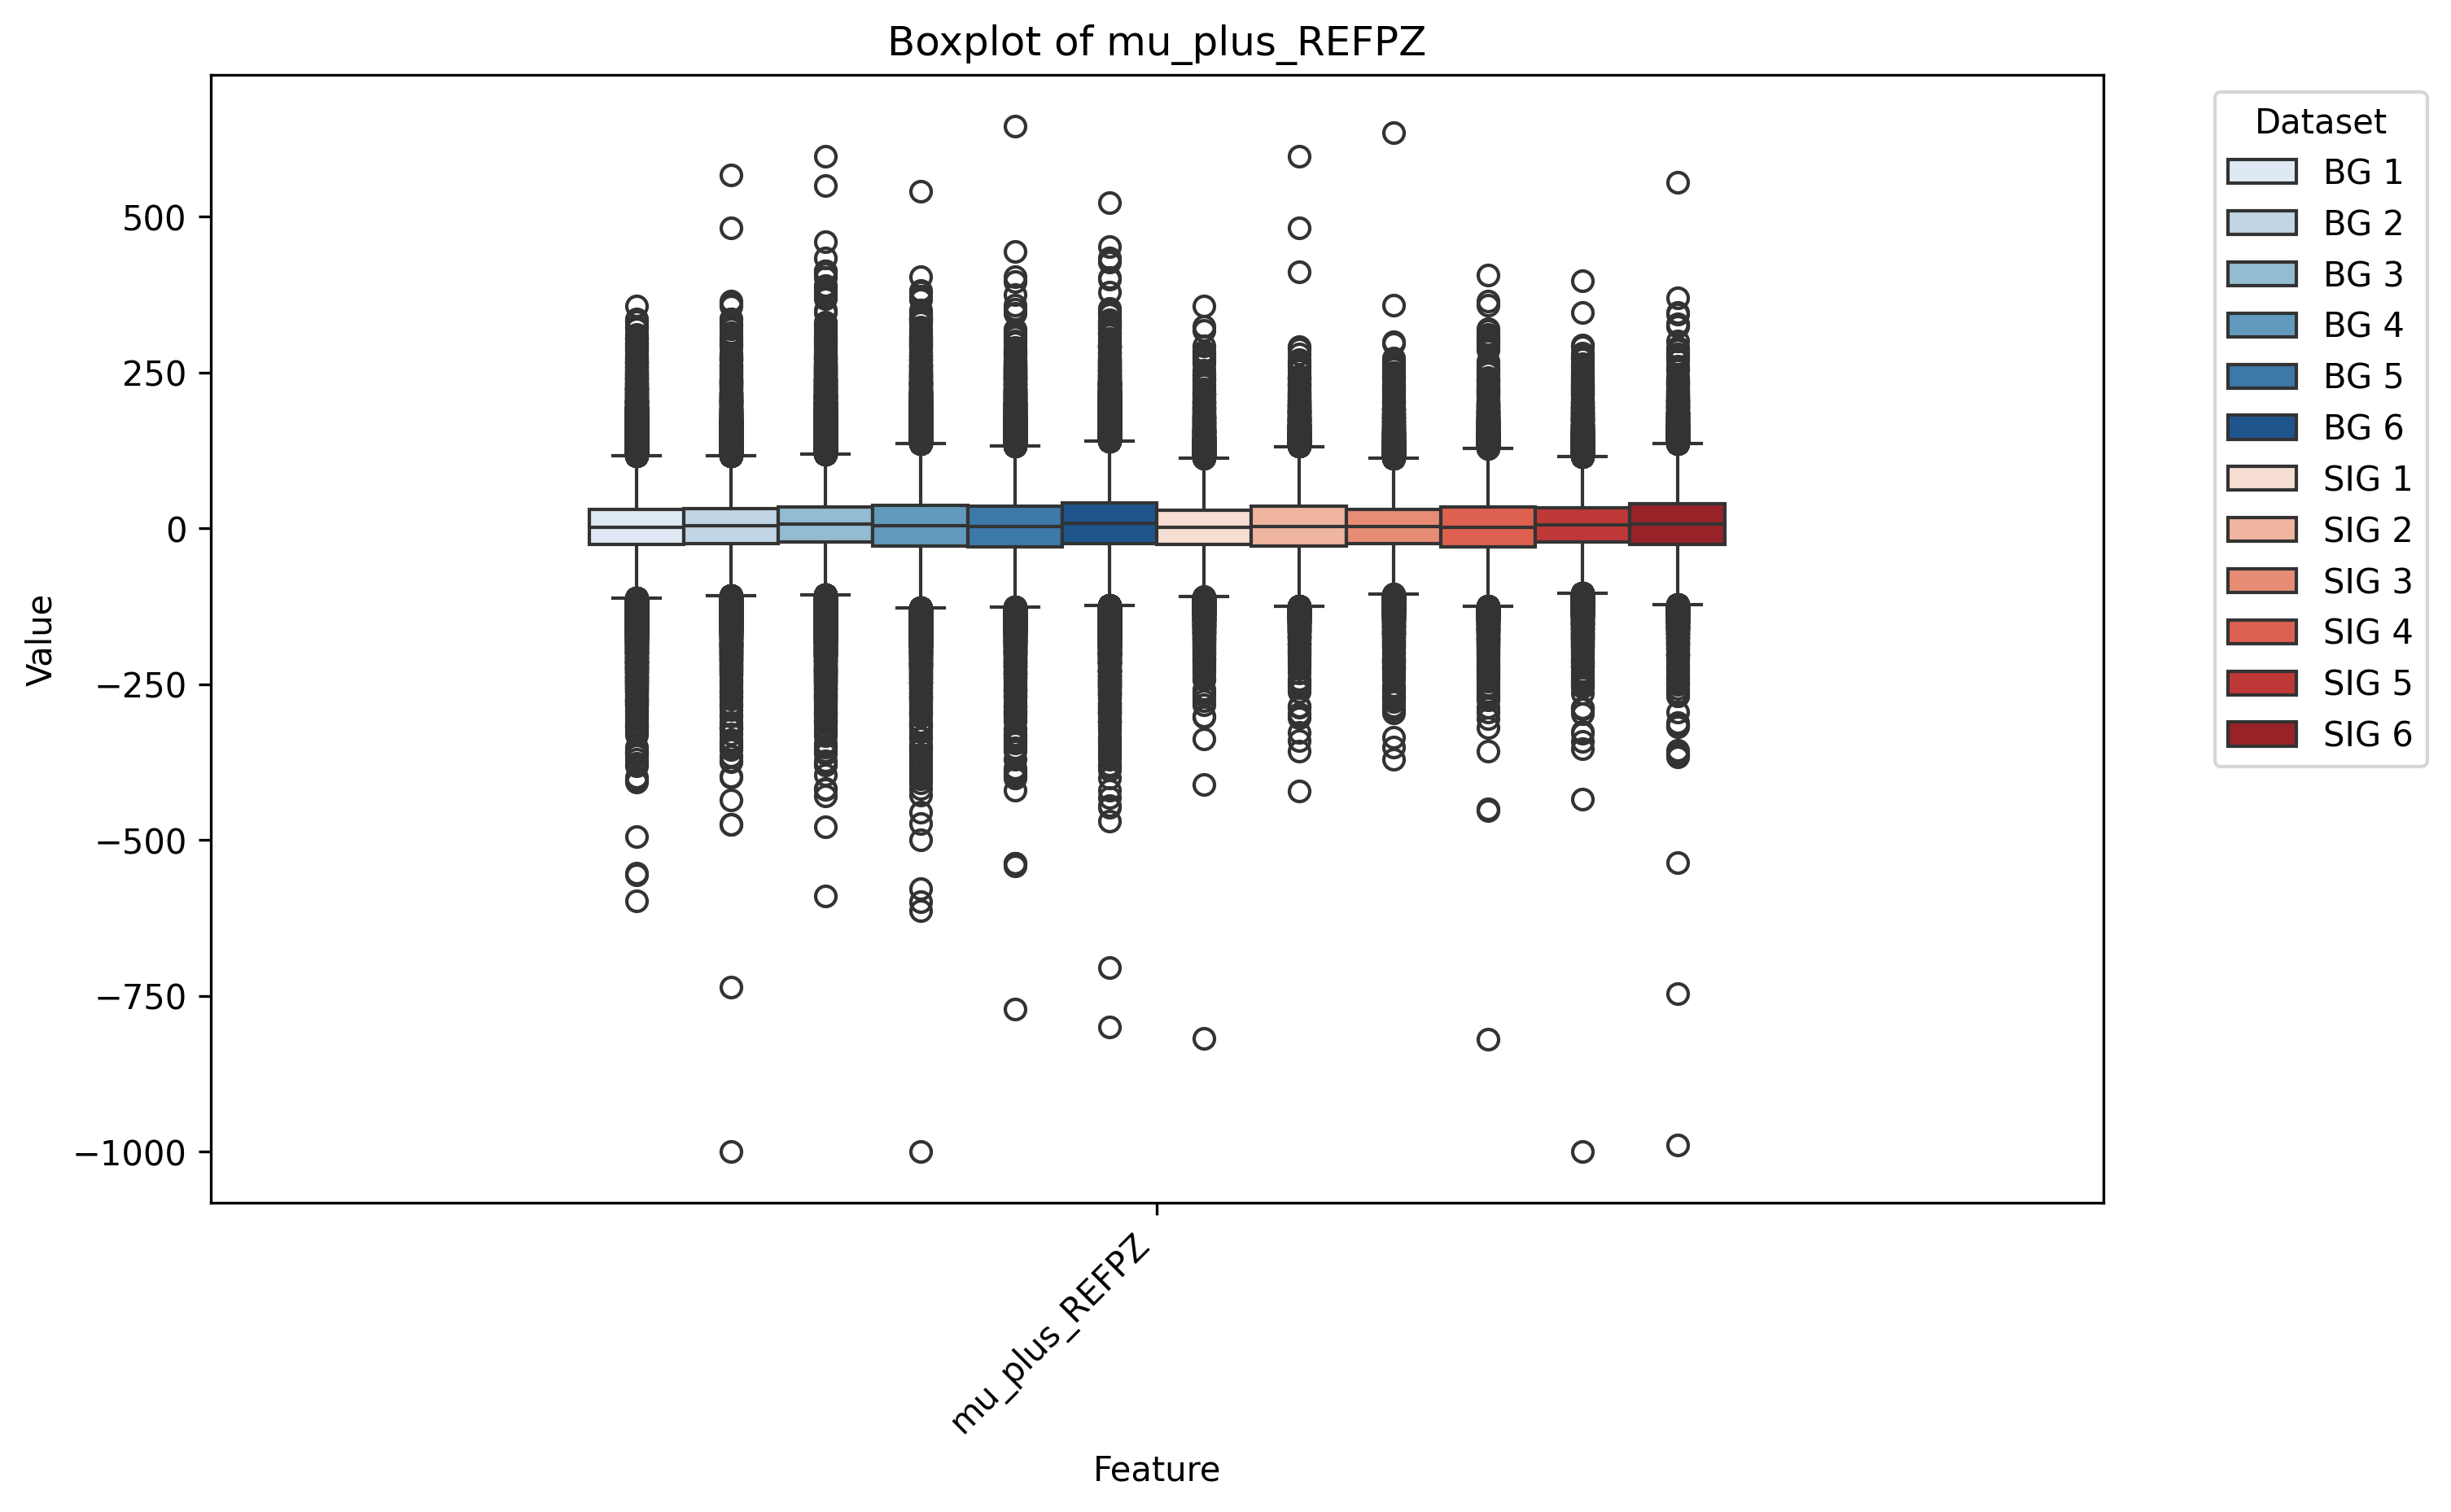 Boxplot of mu_plus_REFPZ
Value
500
250
0
−250
−500
−750
−1000
mu_plus_REFPZ
Feature
Dataset
BG 1
BG 2
BG 3
BG 4
BG 5
BG 6
SIG 1
SIG 2
SIG 3
SIG 4
SIG 5
SIG 6